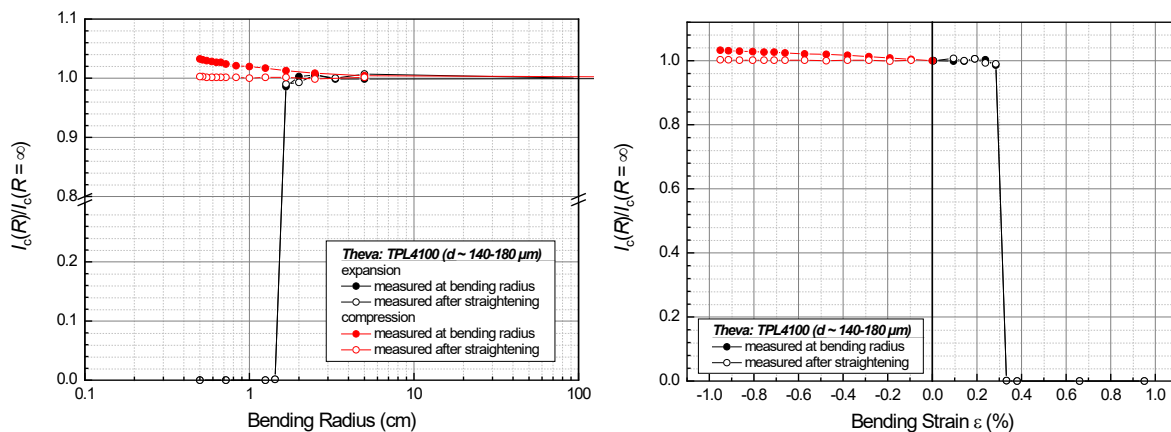 1.1
1.0
0.9
0.8
0.2
0.1
0.0
I_c(R)/I_c(R = ∞)
Theva: TPL4100 (d ~ 140-180 µm)
expansion
measured at bending radius
measured after straightening
compression
measured at bending radius
measured after straightening
0.1 1 10 100
Bending Radius (cm)
1.0
0.8
0.6
0.4
0.2
0.0
I_c(R)/I_c(R = ∞)
Theva: TPL4100 (d ~ 140-180 µm)
measured at bending radius
measured after straightening
-1.0 -0.8 -0.6 -0.4 -0.2 0.0 0.2 0.4 0.6 0.8 1.0
Bending Strain ε (%)